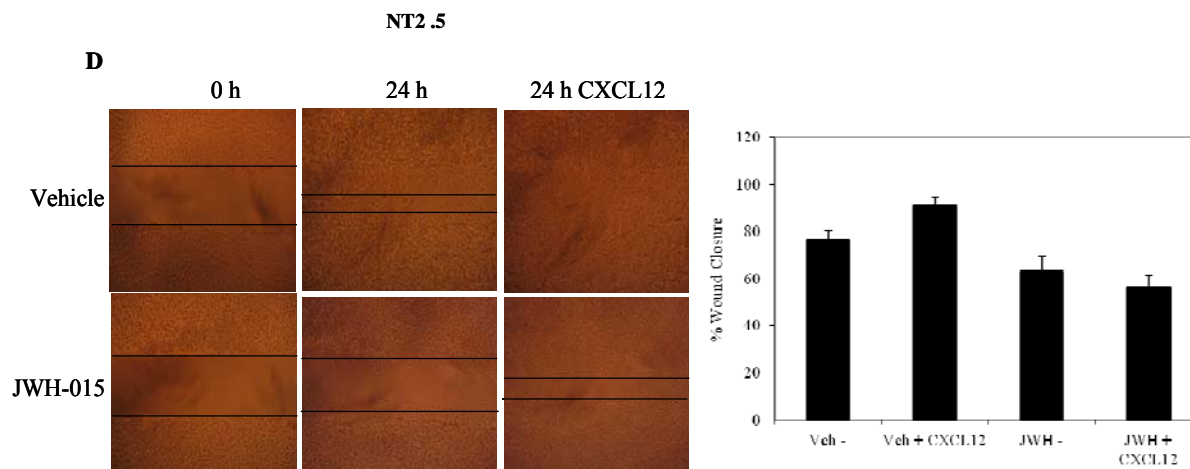 NT2 .5
D
0 h
24 h
24 h CXCL12
Vehicle
JWH-015
120
100
80
60
40
20
0
% Wound Closure
Veh -
Veh + CXCL12
JWH -
JWH +
CXCL12